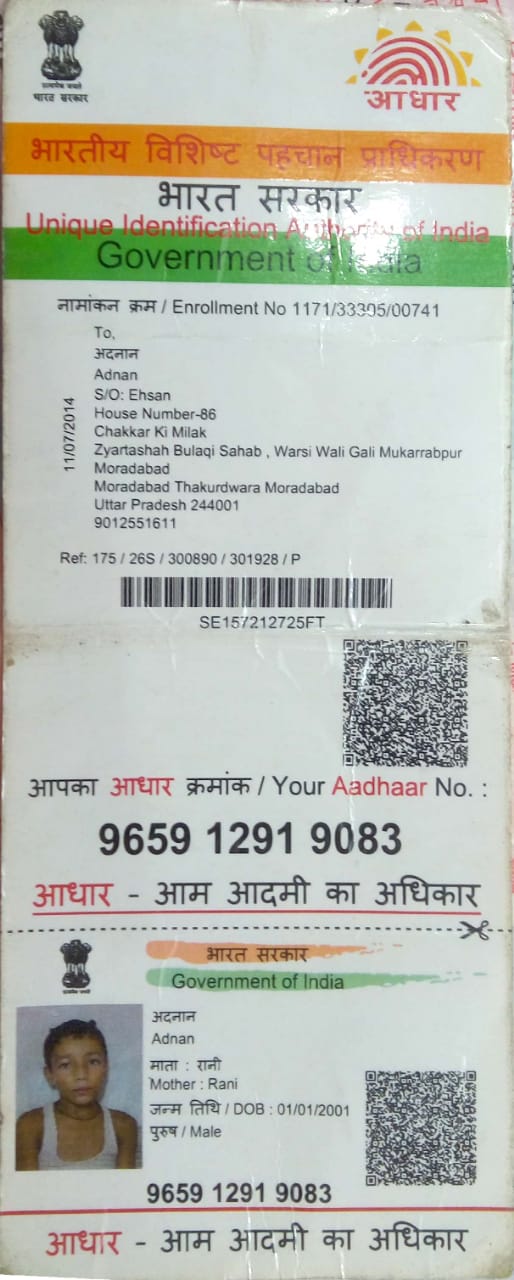 सत्यमेव जयते
भारत सरकार
आधार
भारतीय विशिष्ट पहचान प्राधिकरण
भारत सरकार
Unique Identification Authority of India
Government of India
नामांकन क्रम / Enrollment No 1171/33305/00741
To,
अदनान
Adnan
S/O: Ehsan
House Number-86
Chakkar Ki Milak
Zyartashah Bulaqi Sahab , Warsi Wali Gali Mukarrabpur
Moradabad
Moradabad Thakurdwara Moradabad
Uttar Pradesh 244001
9012551611
11/07/2014
Ref: 175 / 26S / 300890 / 301928 / P
SE157212725FT
आपका आधार क्रमांक / Your Aadhaar No. :
9659 1291 9083
आधार - आम आदमी का अधिकार
सत्यमेव जयते
भारत सरकार
Government of India
अदनान
Adnan
माता : रानी
Mother : Rani
जन्म तिथि / DOB : 01/01/2001
पुरुष / Male
9659 1291 9083
आधार - आम आदमी का अधिकार